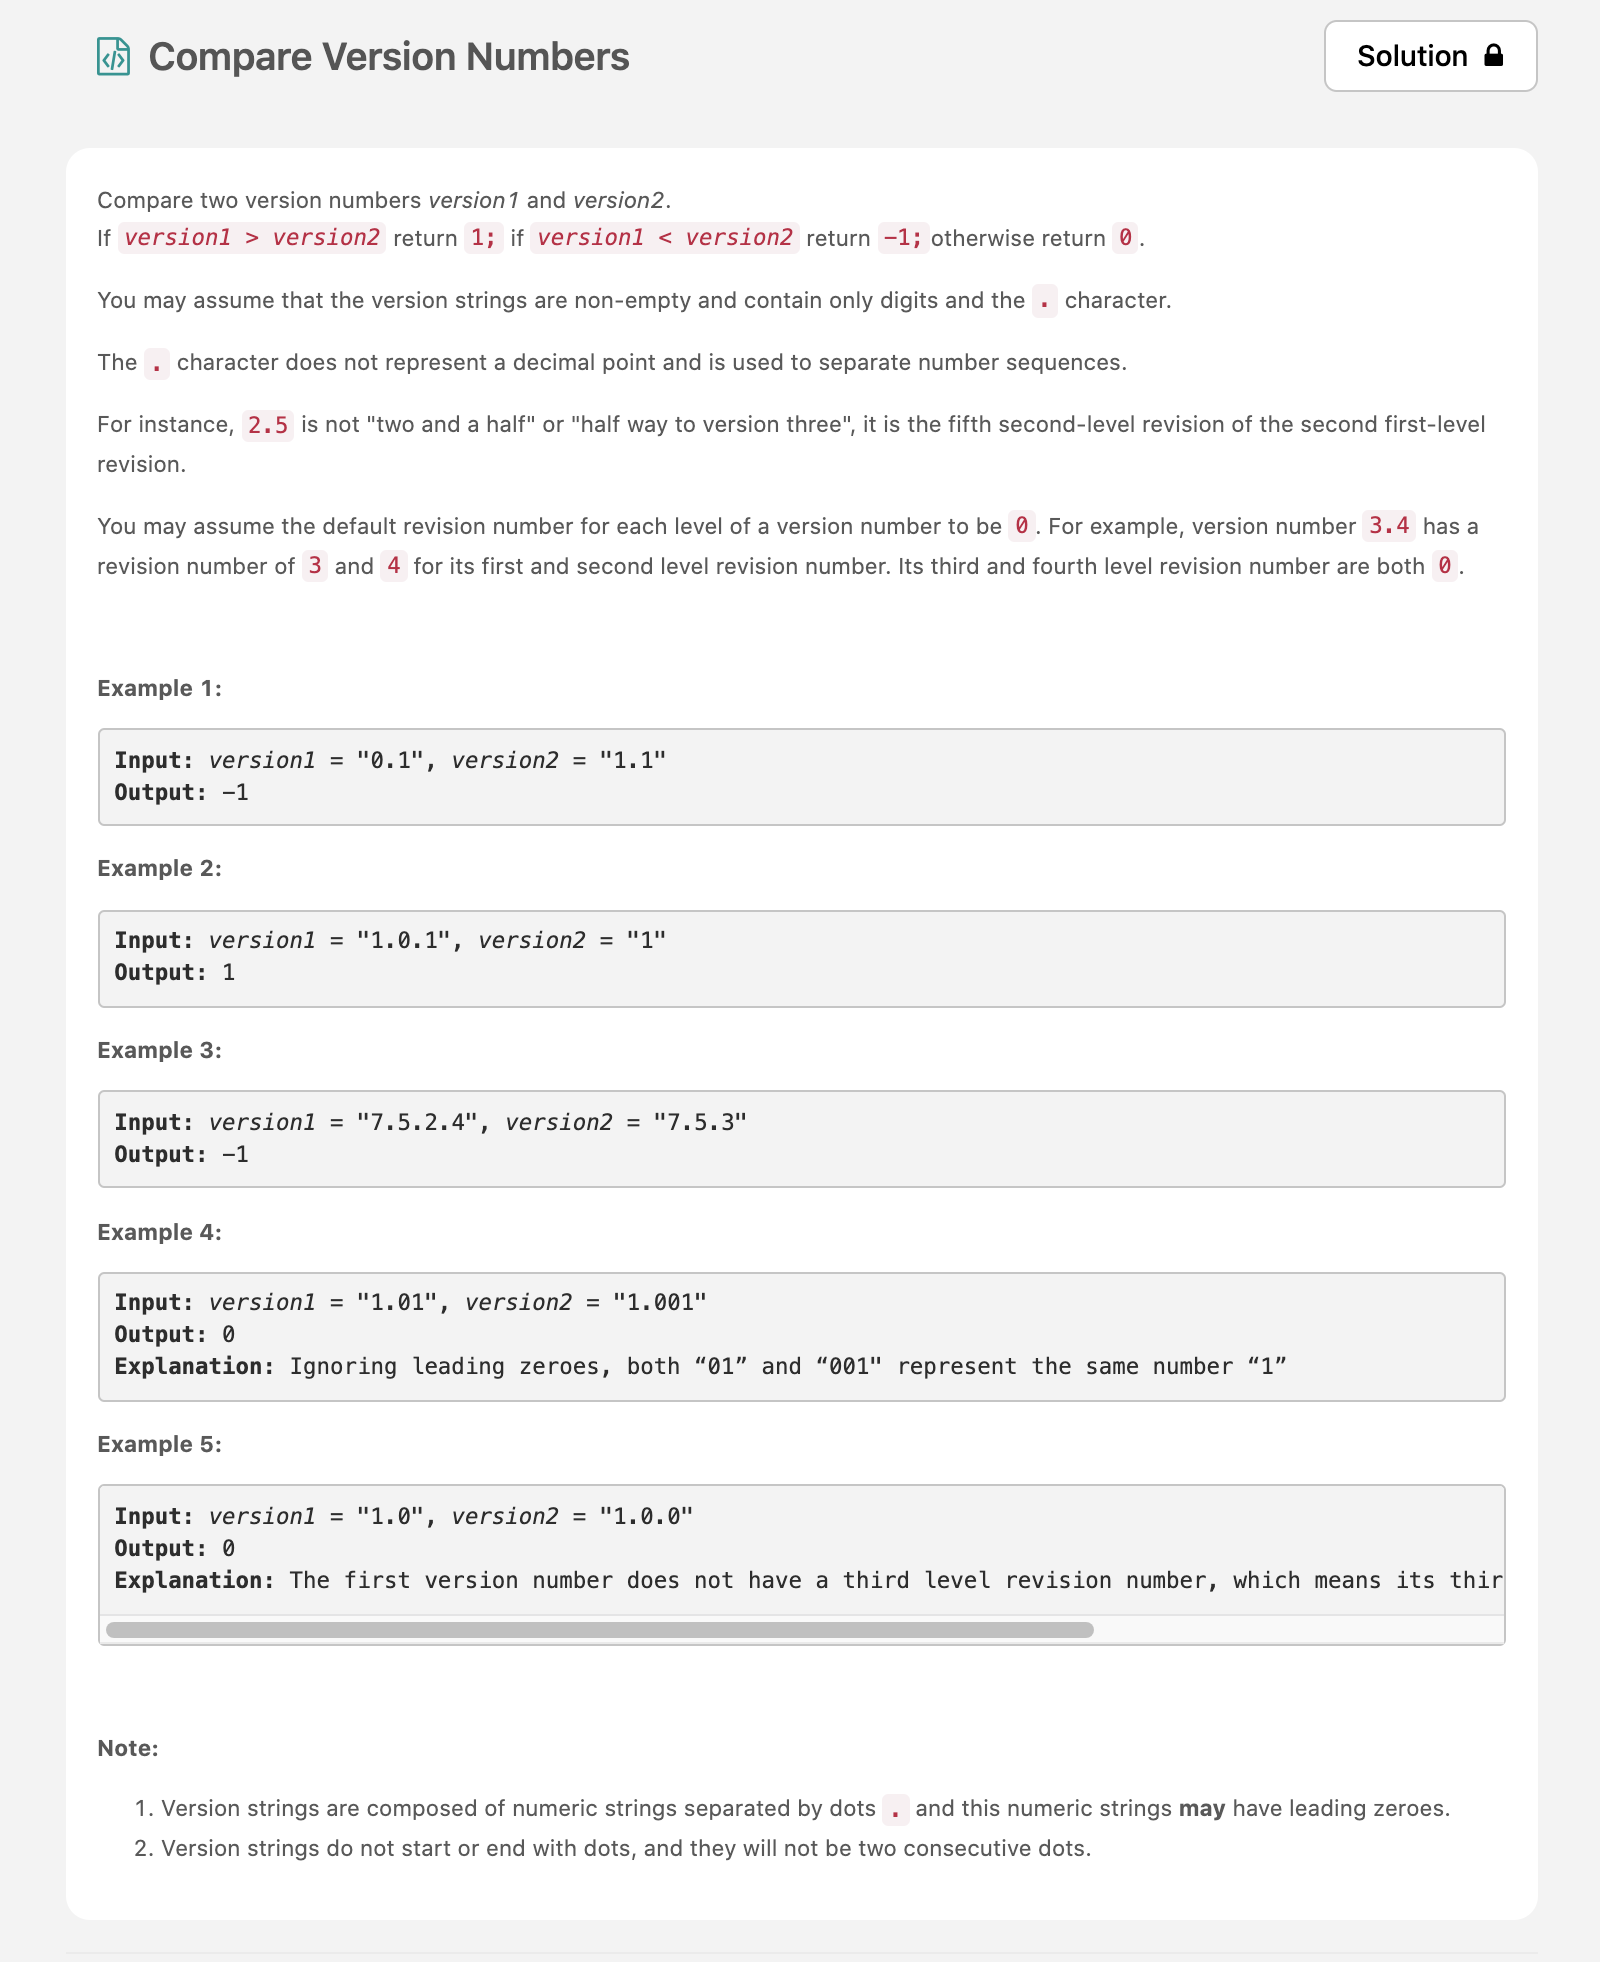 Compare Version Numbers
Solution
Compare two version numbers version1 and version2.
If version1 > version2 return 1; if version1 < version2 return -1;otherwise return 0.
You may assume that the version strings are non-empty and contain only digits and the . character.
The . character does not represent a decimal point and is used to separate number sequences.
For instance, 2.5 is not "two and a half" or "half way to version three", it is the fifth second-level revision of the second first-level
revision.
You may assume the default revision number for each level of a version number to be 0. For example, version number 3.4 has a
revision number of 3 and 4 for its first and second level revision number. Its third and fourth level revision number are both 0.
Example 1:
Input: version1 = "0.1", version2 = "1.1"
Output: -1
Example 2:
Input: version1 = "1.0.1", version2 = "1"
Output: 1
Example 3:
Input: version1 = "7.5.2.4", version2 = "7.5.3"
Output: -1
Example 4:
Input: version1 = "1.01", version2 = "1.001"
Output: 0
Explanation: Ignoring leading zeroes, both “01” and “001" represent the same number “1”
Example 5:
Input: version1 = "1.0", version2 = "1.0.0"
Output: 0
Explanation: The first version number does not have a third level revision number, which means its thir
Note:
1. Version strings are composed of numeric strings separated by dots . and this numeric strings may have leading zeroes.
2. Version strings do not start or end with dots, and they will not be two consecutive dots.